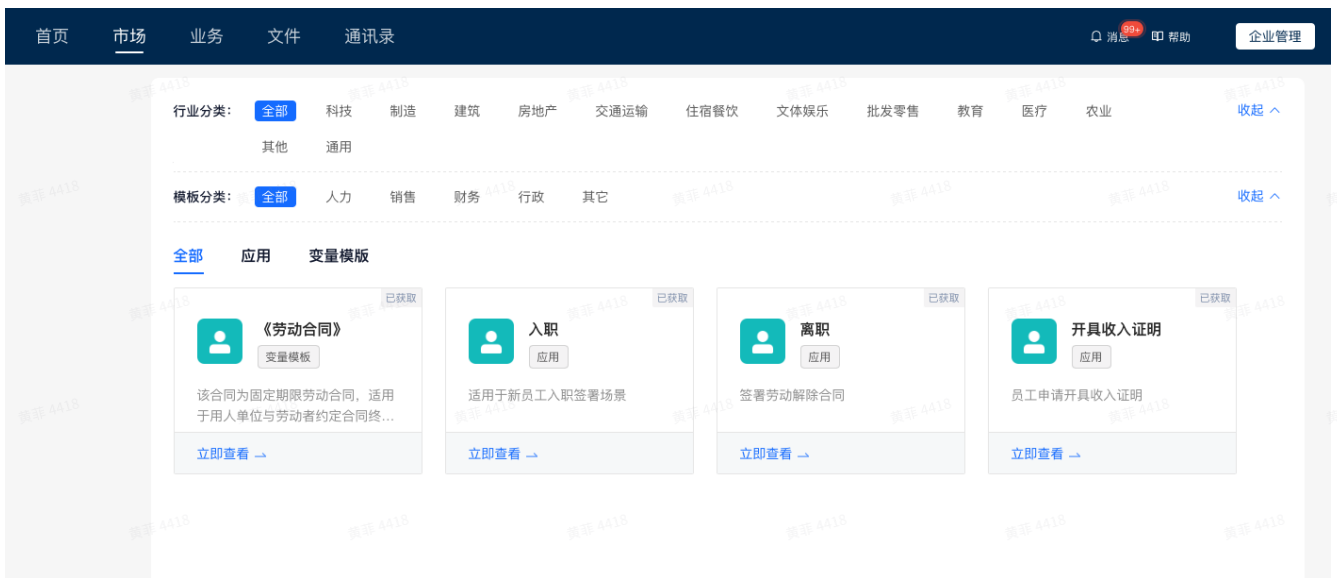 首页 市场 业务 文件 通讯录 消息 99+ 帮助 企业管理
行业分类： 全部 科技 制造 建筑 房地产 交通运输 住宿餐饮 文体娱乐 批发零售 教育 医疗 农业 收起
其他 通用
模板分类： 全部 人力 销售 财务 行政 其它 收起
全部 应用 变量模版
已获取
《劳动合同》
变量模板
该合同为固定期限劳动合同，适用
于用人单位与劳动者约定合同终...
立即查看
已获取
入职
应用
适用于新员工入职签署场景
立即查看
已获取
离职
应用
签署劳动解除合同
立即查看
已获取
开具收入证明
应用
员工申请开具收入证明
立即查看
黄菲 4418